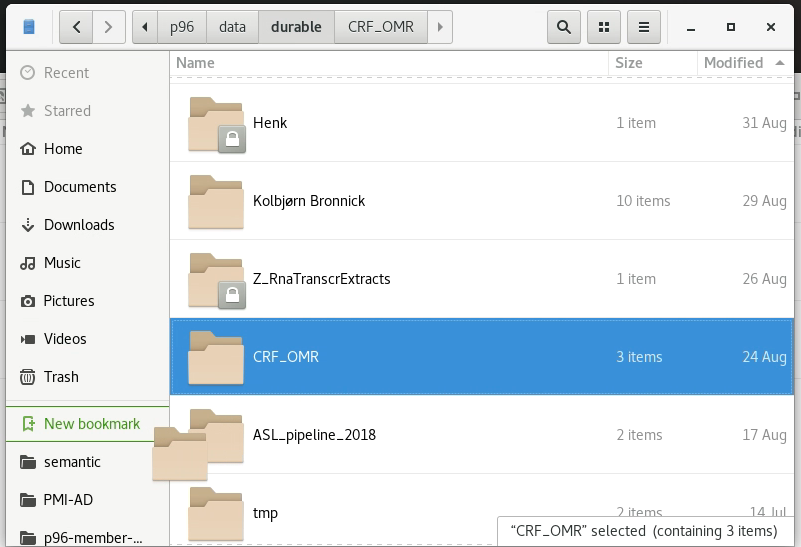 p96 data durable CRF_OMR
Name Size Modified
Recent
Starred
Home
Documents
Downloads
Music
Pictures
Videos
Trash
New bookmark
semantic
PMI-AD
p96-member-...
Henk 1 item 31 Aug
Kolbjørn Bronnick 10 items 29 Aug
Z_RnaTranscrExtracts 1 item 26 Aug
CRF_OMR 3 items 24 Aug
ASL_pipeline_2018 2 items 17 Aug
tmp 2 items 14 Jul
“CRF_OMR” selected (containing 3 items)